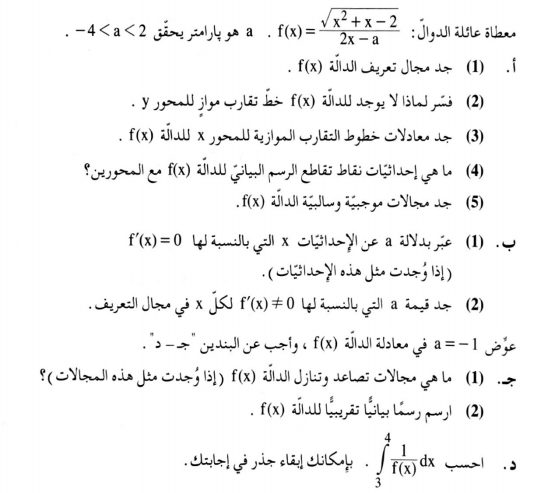 معطاة عائلة الدوالّ: f(x) = √(x² + x − 2) / (2x − a) . a هو پارامتر يحقّق −4 < a < 2 .
أ. (1) جد مجال تعريف الدالّة f(x) .
(2) فسّر لماذا لا يوجد للدالّة f(x) خطّ تقارب موازٍ للمحور y .
(3) جد معادلات خطوط التقارب الموازية للمحور x للدالّة f(x) .
(4) ما هي إحداثيّات نقاط تقاطع الرسم البيانيّ للدالّة f(x) مع المحورين؟
(5) جد مجالات موجبيّة وسالبيّة الدالّة f(x).
ب. (1) عبّر بدلالة a عن الإحداثيّات x التي بالنسبة لها f′(x) = 0
(إذا وُجدت مثل هذه الإحداثيّات).
(2) جد قيمة a التي بالنسبة لها f′(x) ≠ 0 لكلّ x في مجال التعريف.
عوِّض a = −1 في معادلة الدالّة f(x) ، وأجب عن البندين "جـ – د".
جـ. (1) ما هي مجالات تصاعد وتنازل الدالّة f(x) (إذا وُجدت مثل هذه المجالات)؟
(2) ارسم رسمًا بيانيًّا تقريبيًّا للدالّة f(x) .
د. احسب ∫₃⁴ 1/f(x) dx . بإمكانك إبقاء جذر في إجابتك.